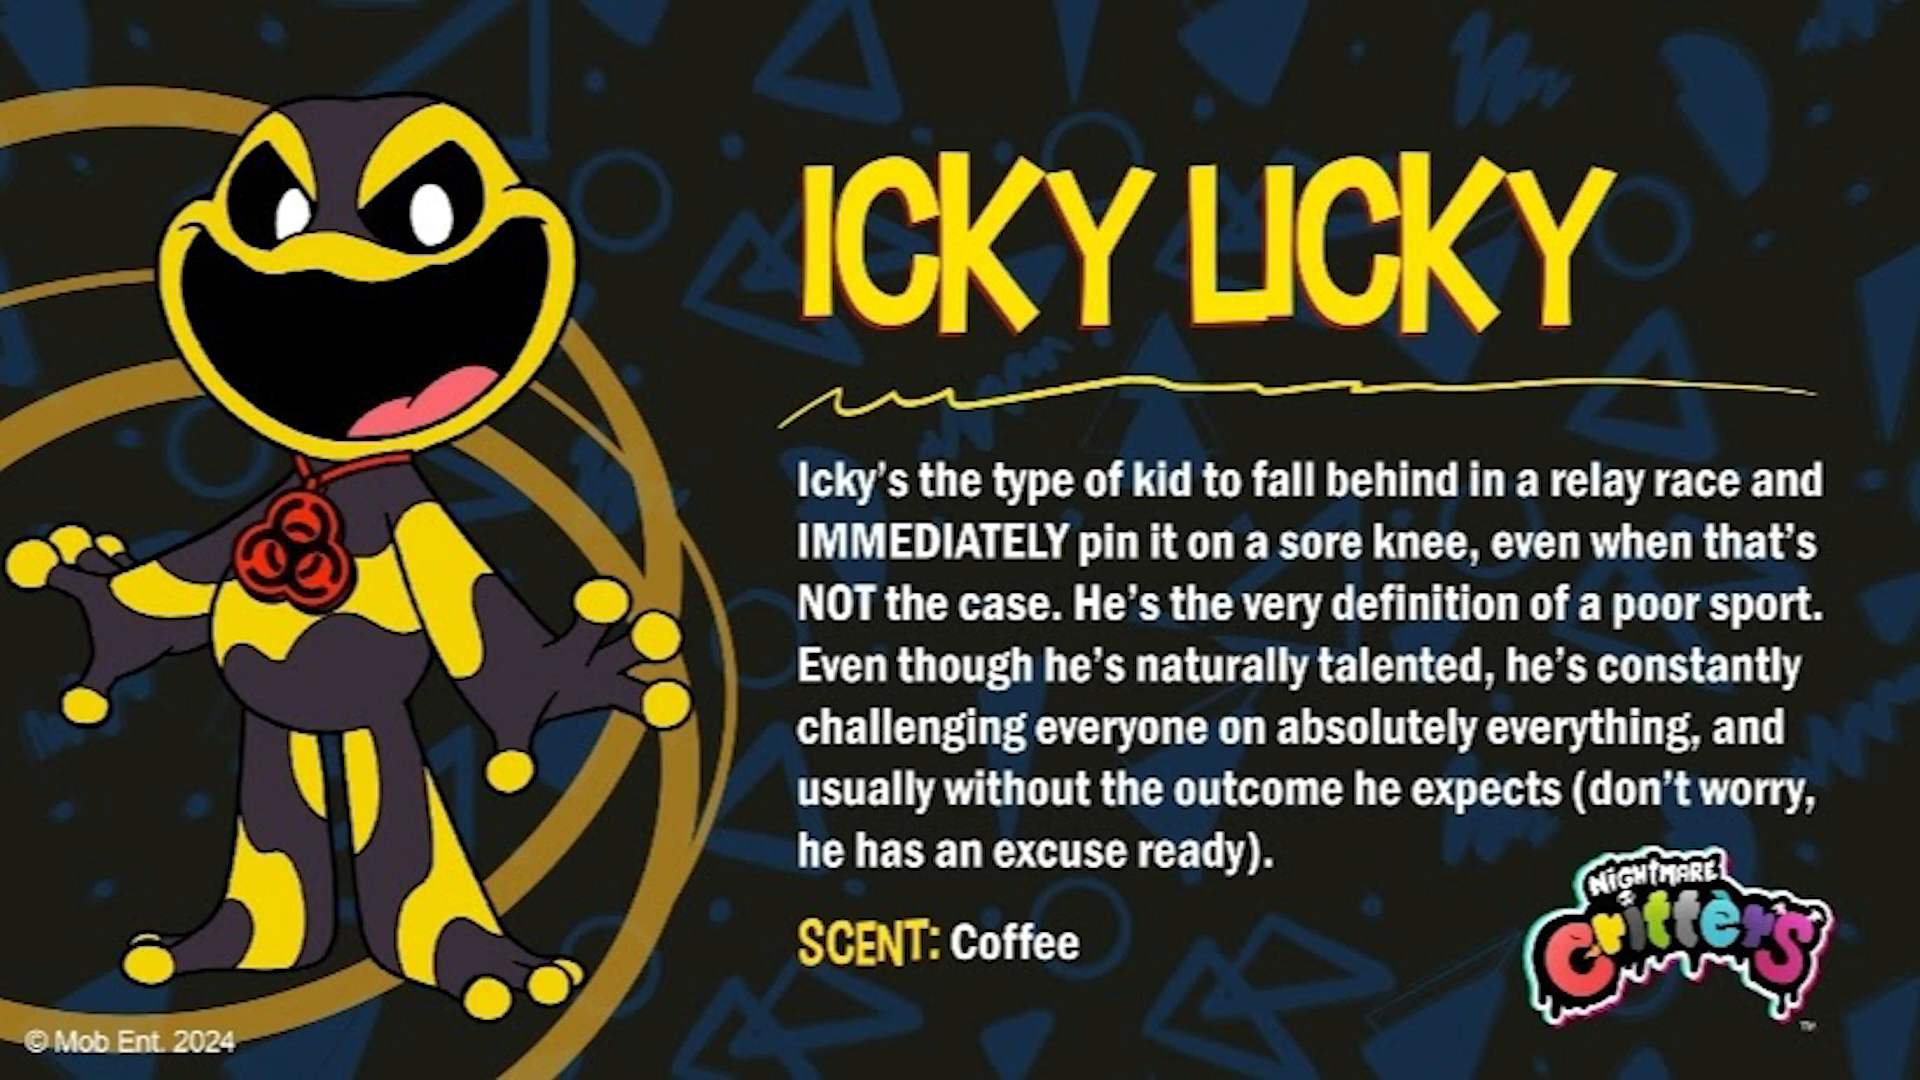 ICKY LICKY
Icky's the type of kid to fall behind in a relay race and
IMMEDIATELY pin it on a sore knee, even when that's
NOT the case. He's the very definition of a poor sport.
Even though he's naturally talented, he's constantly
challenging everyone on absolutely everything, and
usually without the outcome he expects (don't worry,
he has an excuse ready).
SCENT: Coffee
NIGHTMARE
Critters
TM
© Mob Ent. 2024